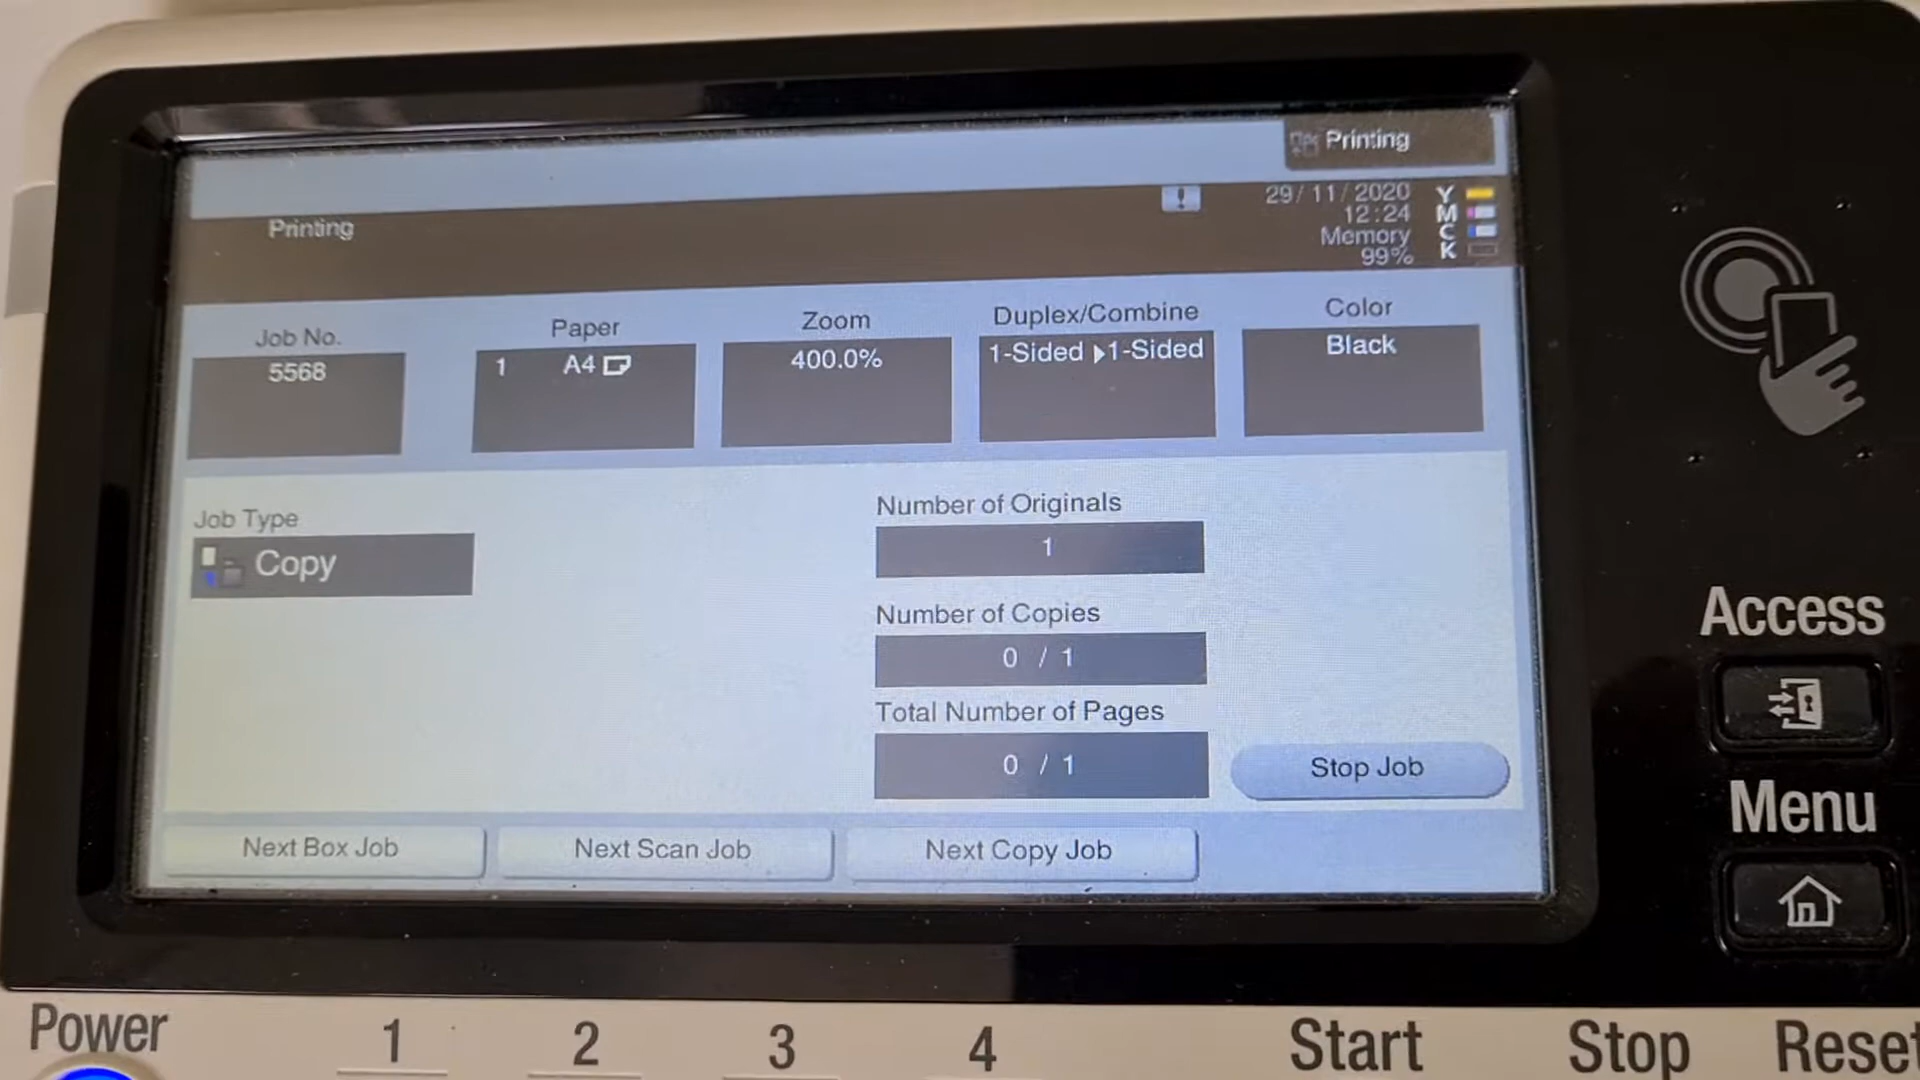 Printing
Printing
!
29/11/2020
12:24
Memory
99%
Y
M
C
K
Job No.
5568
Paper
1 A4
Zoom
400.0%
Duplex/Combine
1-Sided ▶1-Sided
Color
Black
Job Type
Copy
Number of Originals
1
Number of Copies
0 / 1
Total Number of Pages
0 / 1
Stop Job
Next Box Job
Next Scan Job
Next Copy Job
Access
Menu
Power
1
2
3
4
Start
Stop
Reset